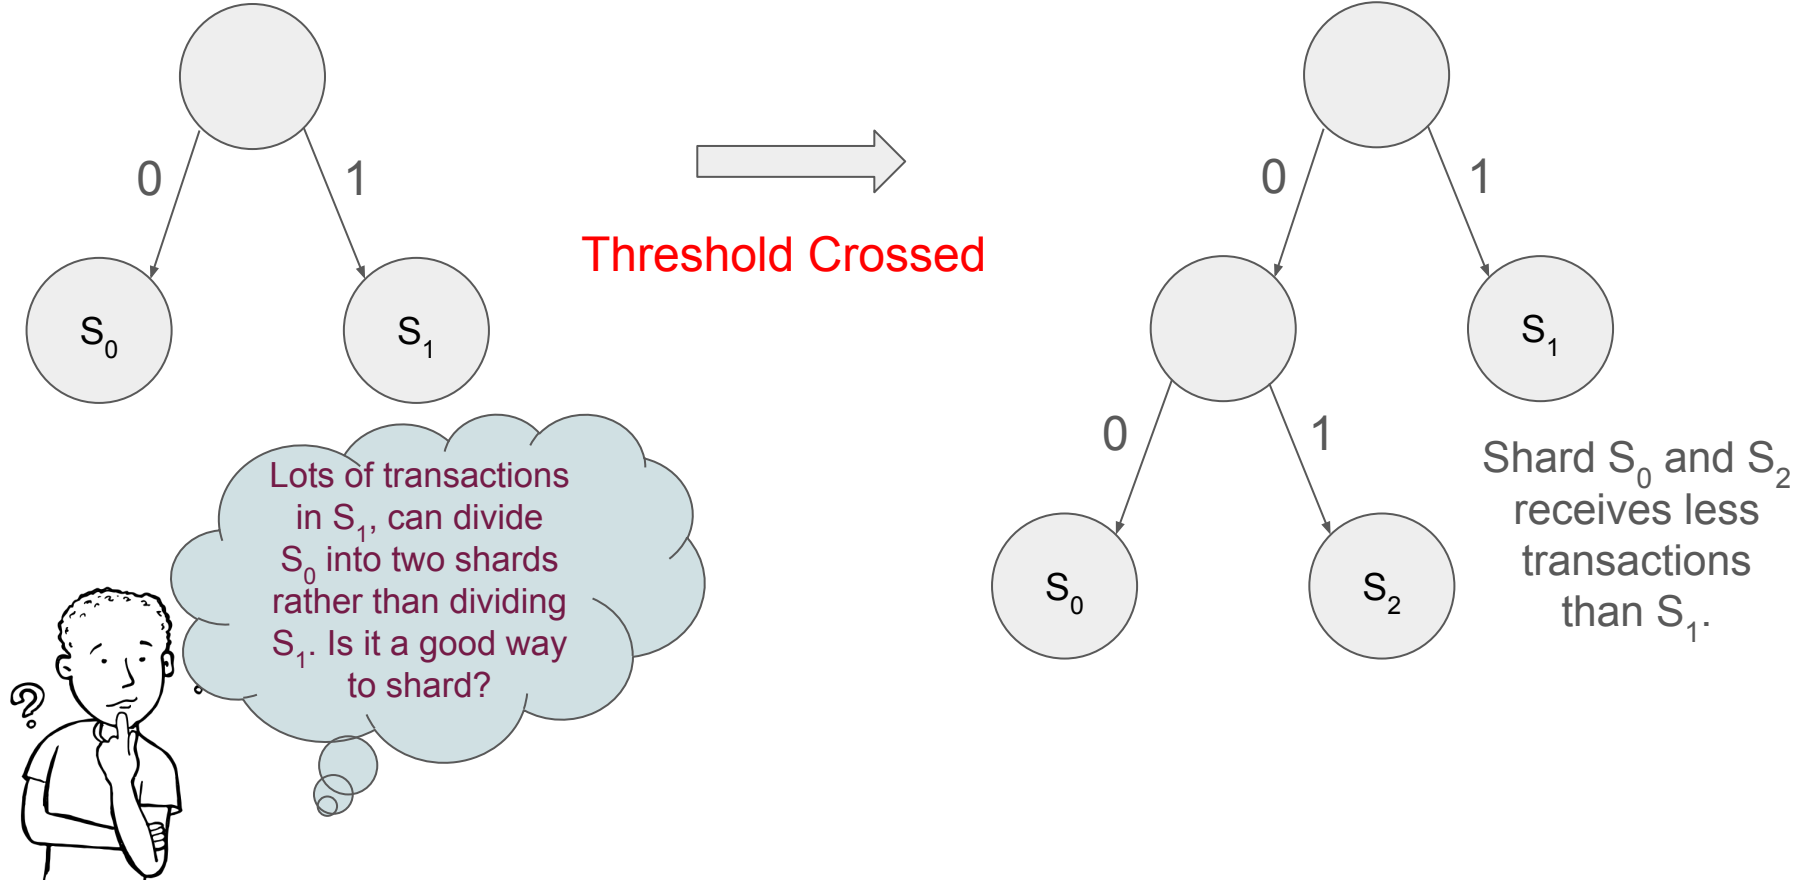 0
1
S0
S1
Threshold Crossed
Lots of transactions
in S1, can divide
S0 into two shards
rather than dividing
S1. Is it a good way
to shard?
?
0
1
S1
0
1
S0
S2
Shard S0 and S2
receives less
transactions
than S1.